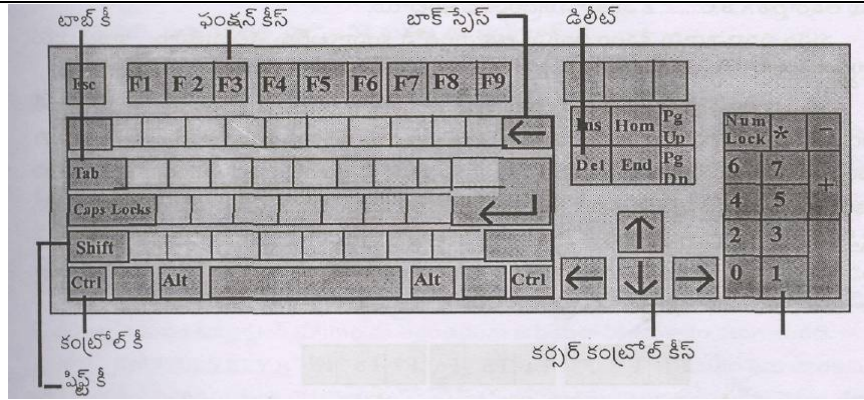 టాబ్ కీ ఫంక్షన్ కీస్ బాక్ స్పేస్ డిలీట్
Esc F1 F 2 F3 F4 F5 F6 F7 F8 F9
Ins Hom Pg Up
Num Lock * -
Tab
Del End Pg Dn
6 7 +
Caps Locks
4 5
Shift
2 3
Ctrl Alt Alt Ctrl
0 1
కంట్రోల్ కీ
కర్సర్ కంట్రోల్ కీస్
షిఫ్ట్ కీ